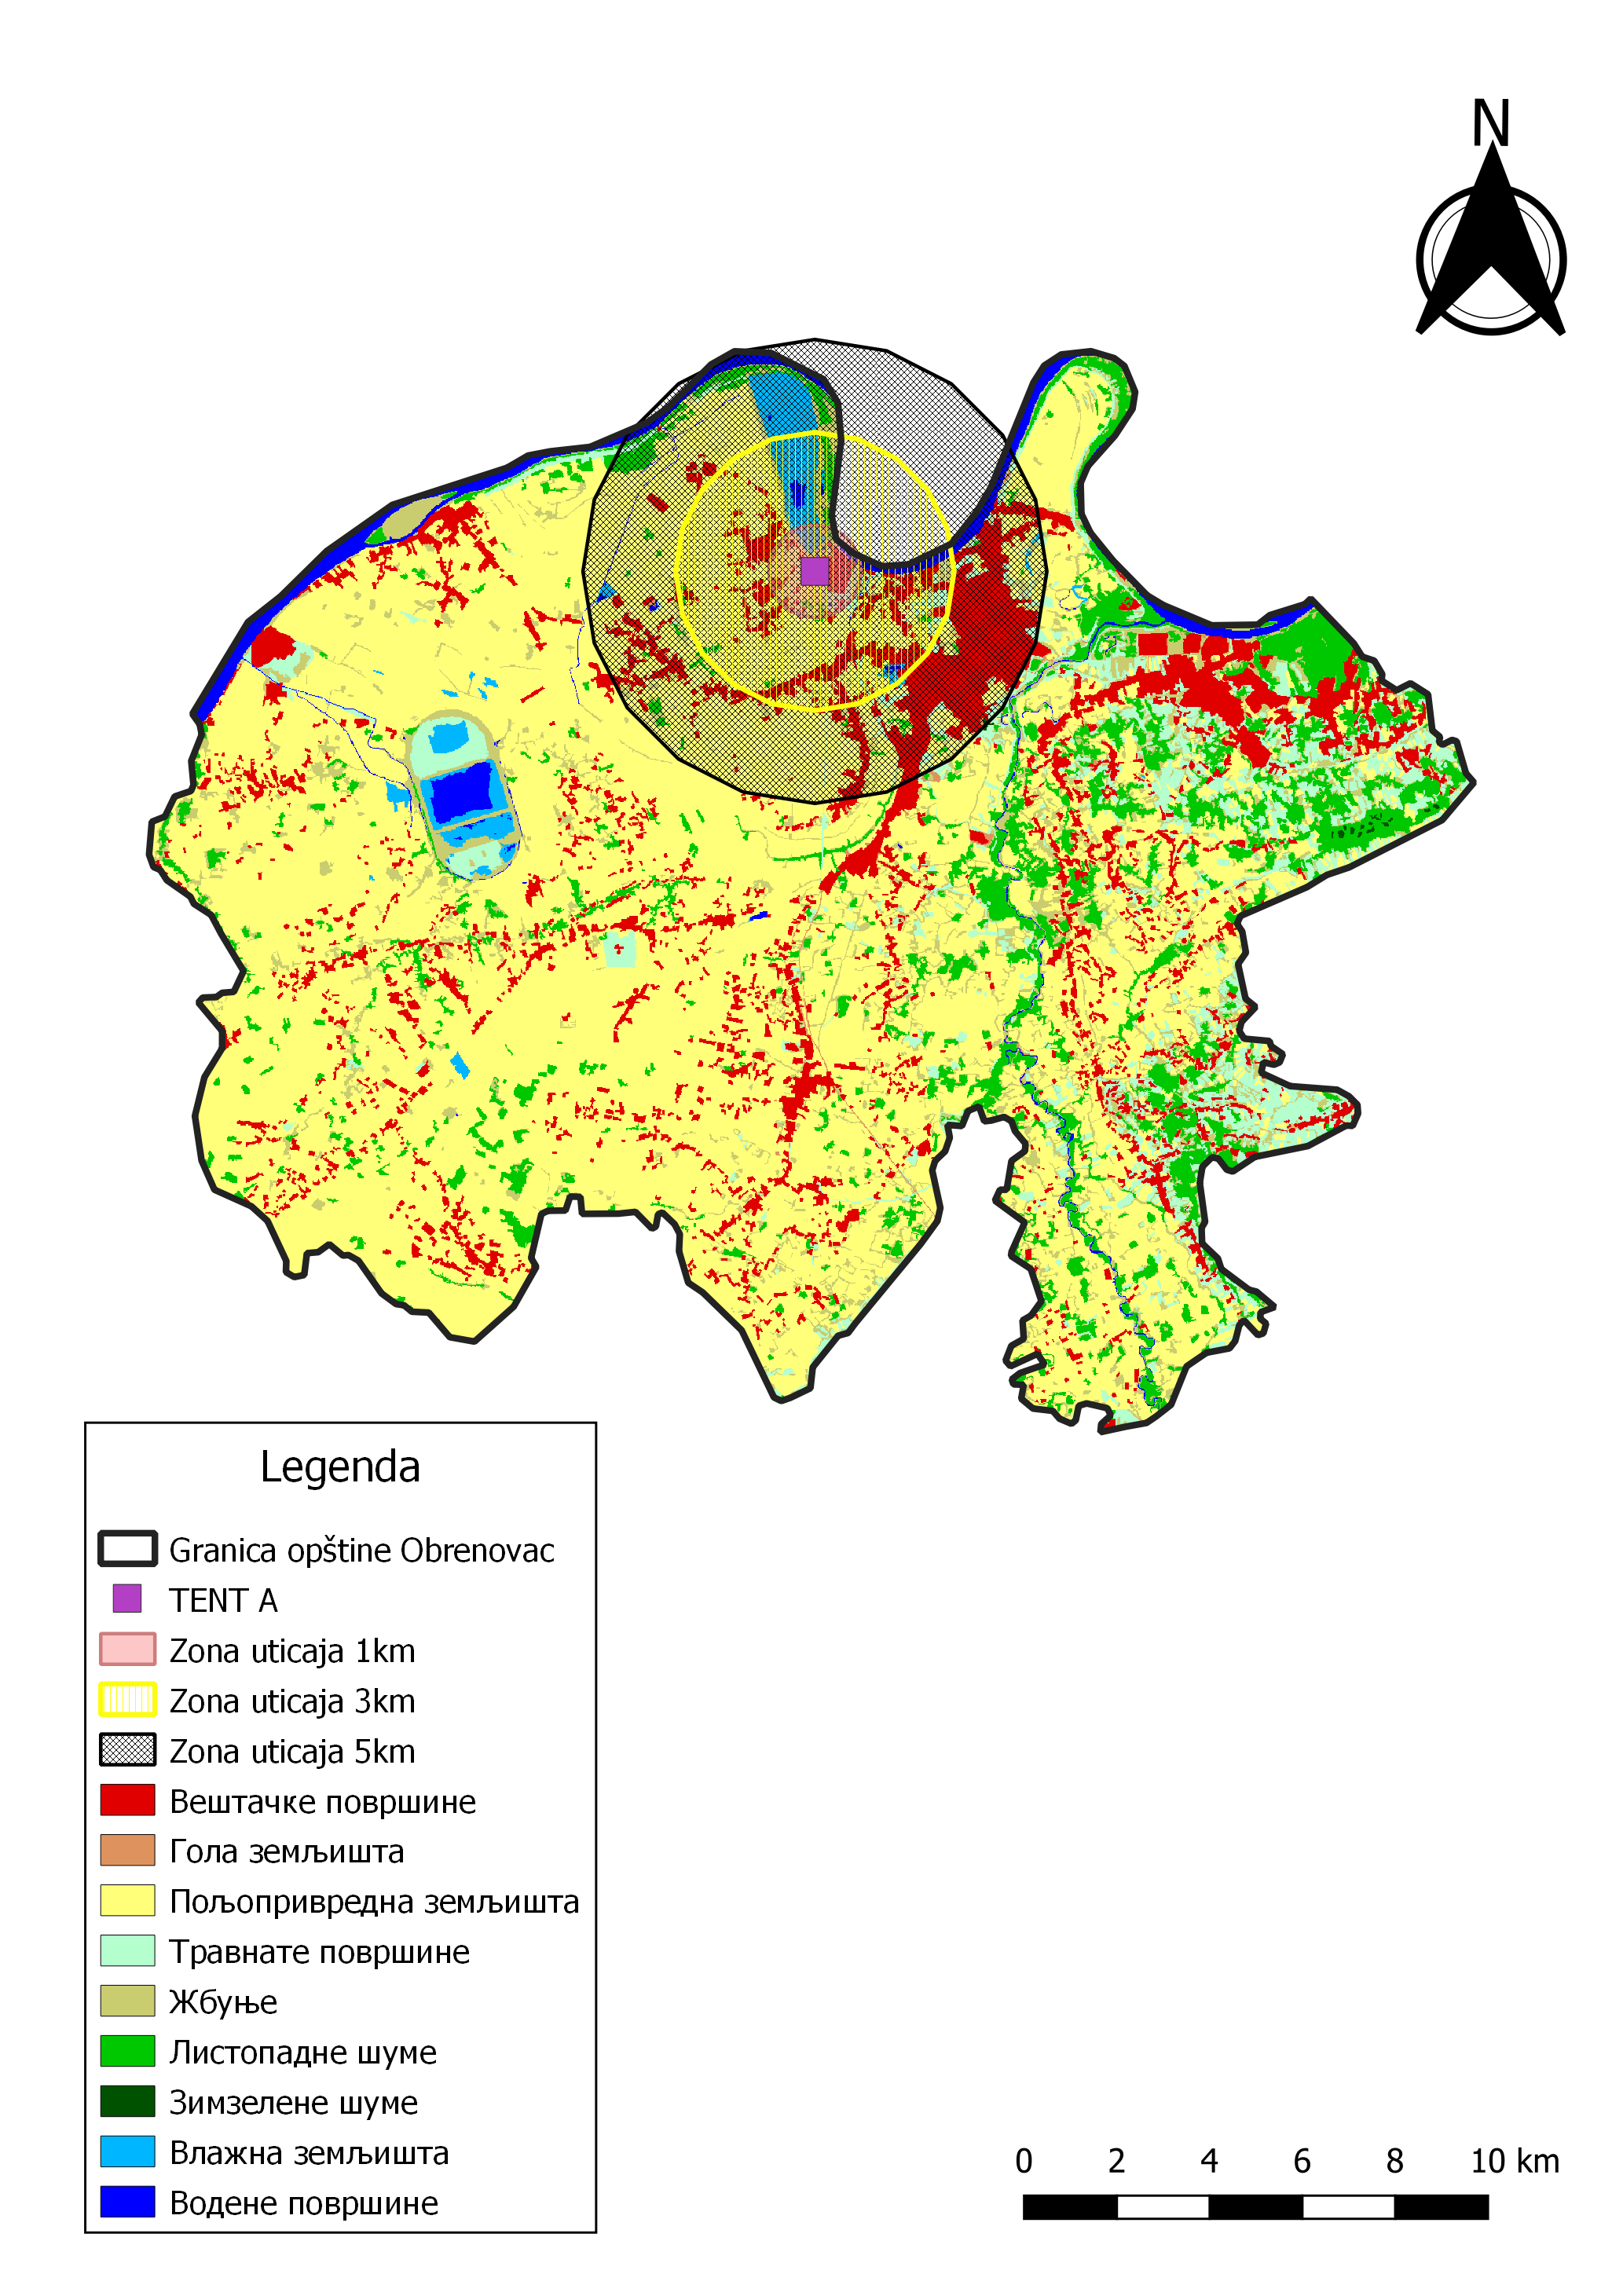 N
Legenda
Granica opštine Obrenovac
TENT A
Zona uticaja 1km
Zona uticaja 3km
Zona uticaja 5km
Вештачке површине
Гола земљишта
Пољопривредна земљишта
Травнате површине
Жбуње
Листопадне шуме
Зимзелене шуме
Влажна земљишта
Водене површине
0 2 4 6 8 10 km